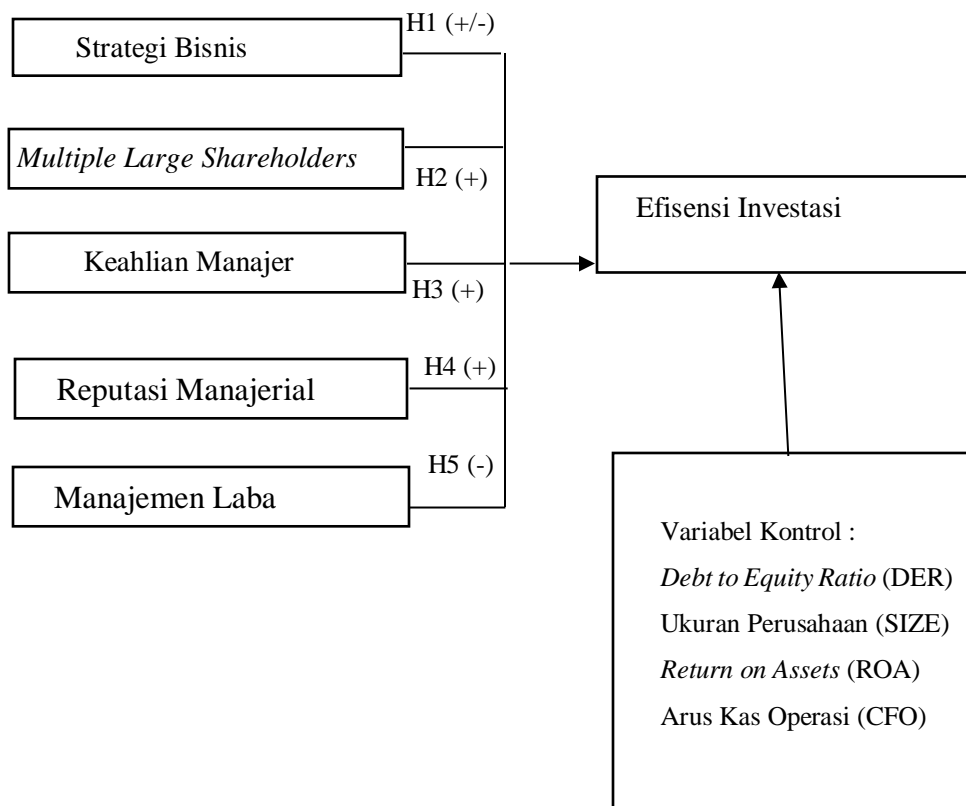 H1 (+/-)
Strategi Bisnis
Multiple Large Shareholders
H2 (+)
Efisensi Investasi
Keahlian Manajer
H3 (+)
H4 (+)
Reputasi Manajerial
H5 (-)
Manajemen Laba
Variabel Kontrol :
Debt to Equity Ratio (DER)
Ukuran Perusahaan (SIZE)
Return on Assets (ROA)
Arus Kas Operasi (CFO)